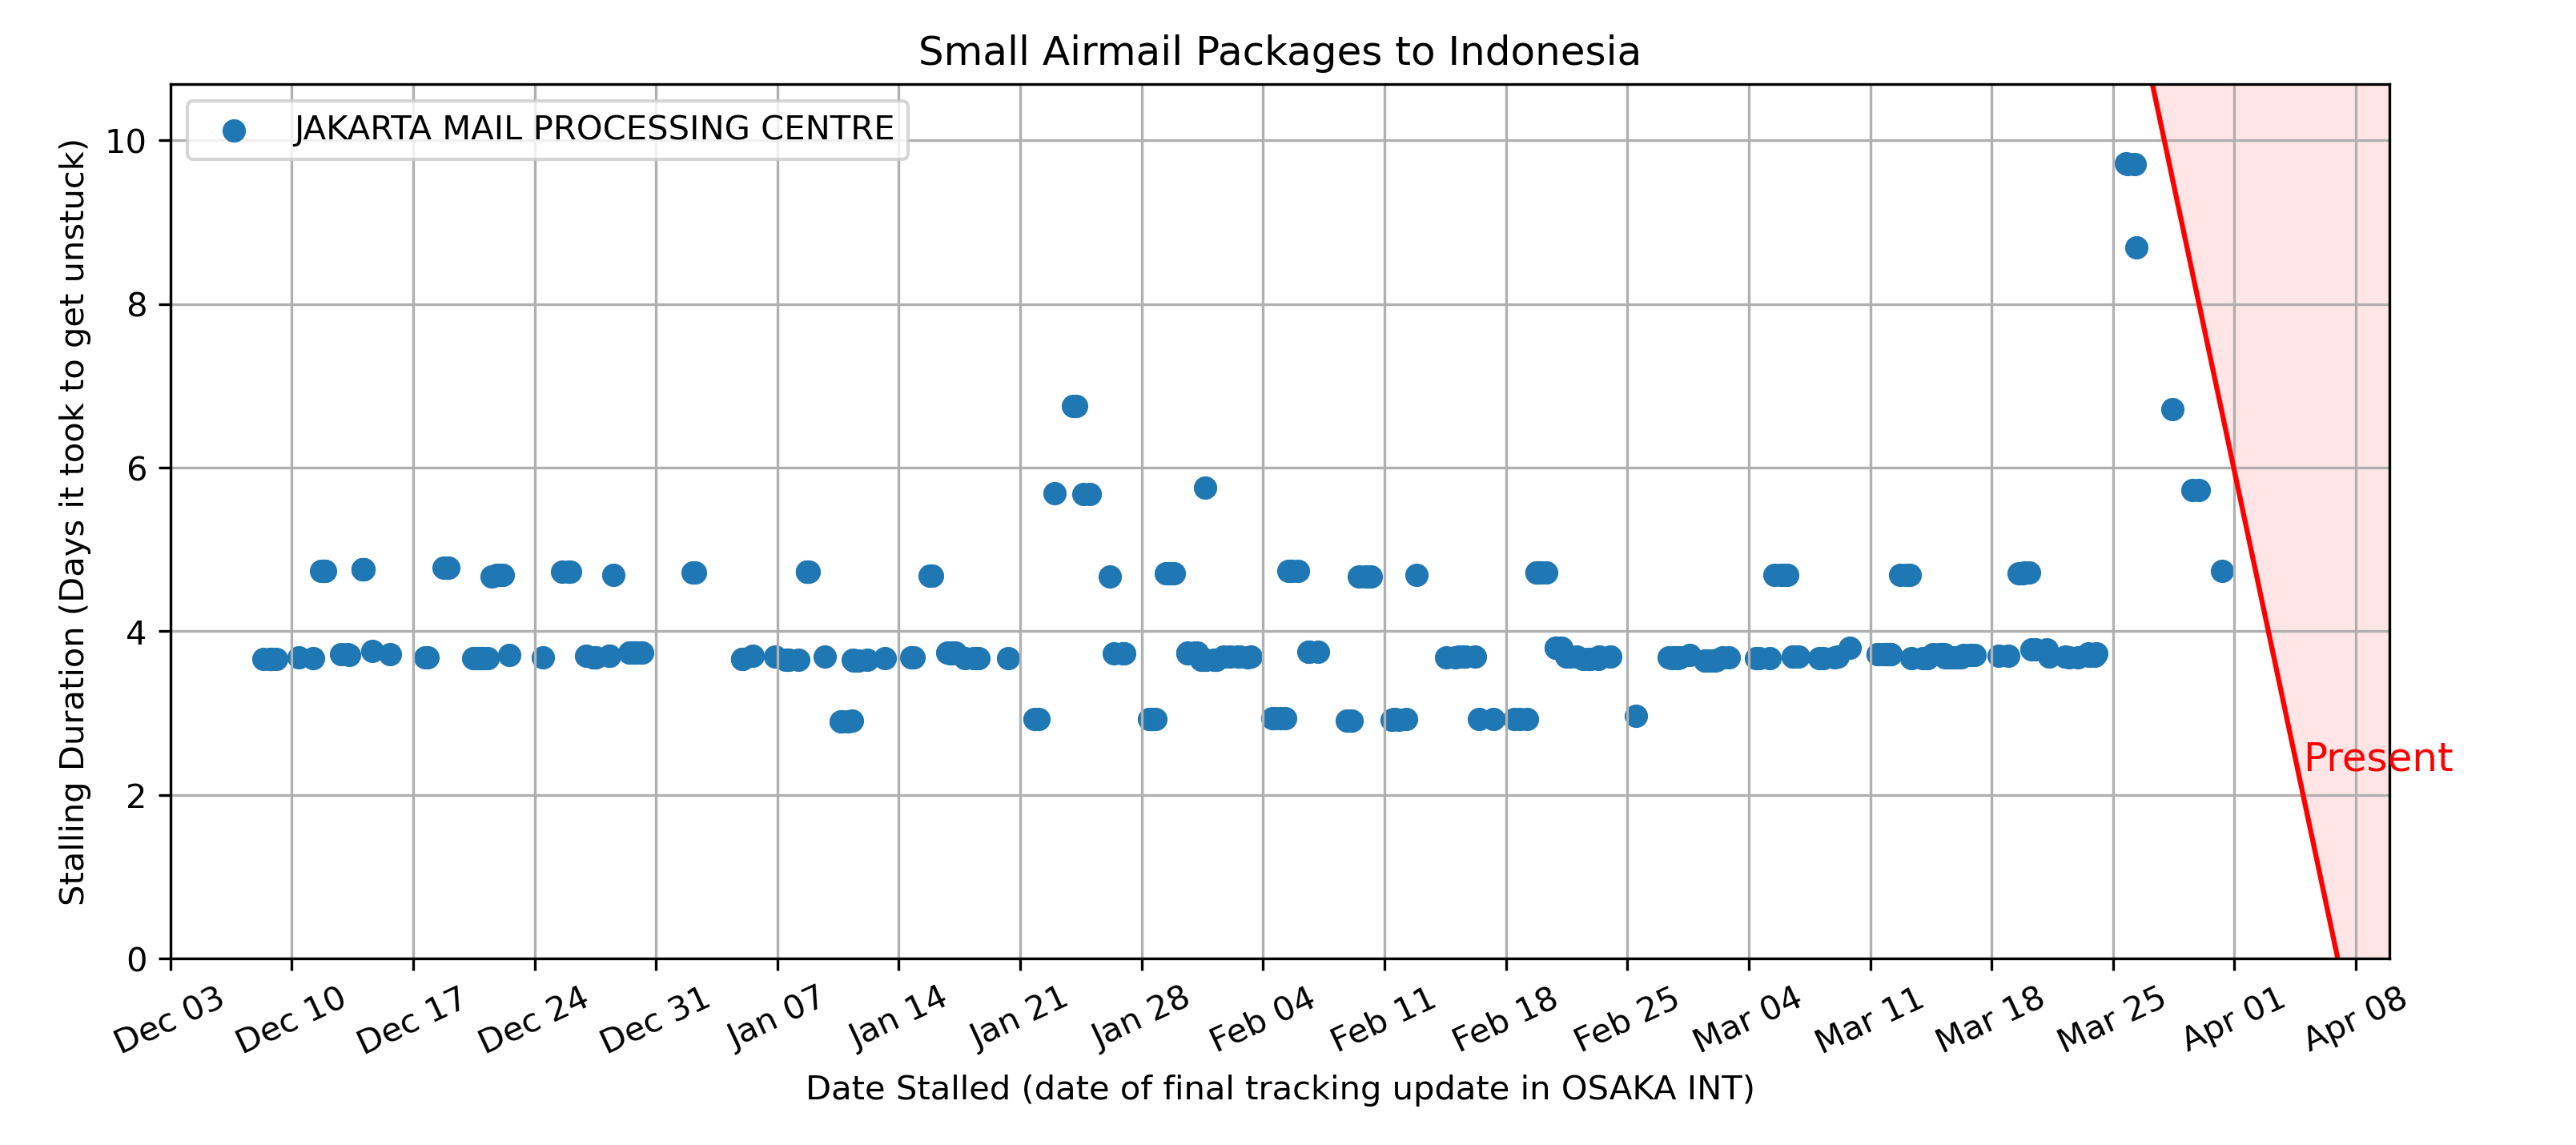 Small Airmail Packages to Indonesia
JAKARTA MAIL PROCESSING CENTRE
Stalling Duration (Days it took to get unstuck)
10
8
6
4
2
0
Present
Dec 03
Dec 10
Dec 17
Dec 24
Dec 31
Jan 07
Jan 14
Jan 21
Jan 28
Feb 04
Feb 11
Feb 18
Feb 25
Mar 04
Mar 11
Mar 18
Mar 25
Apr 01
Apr 08
Date Stalled (date of final tracking update in OSAKA INT)